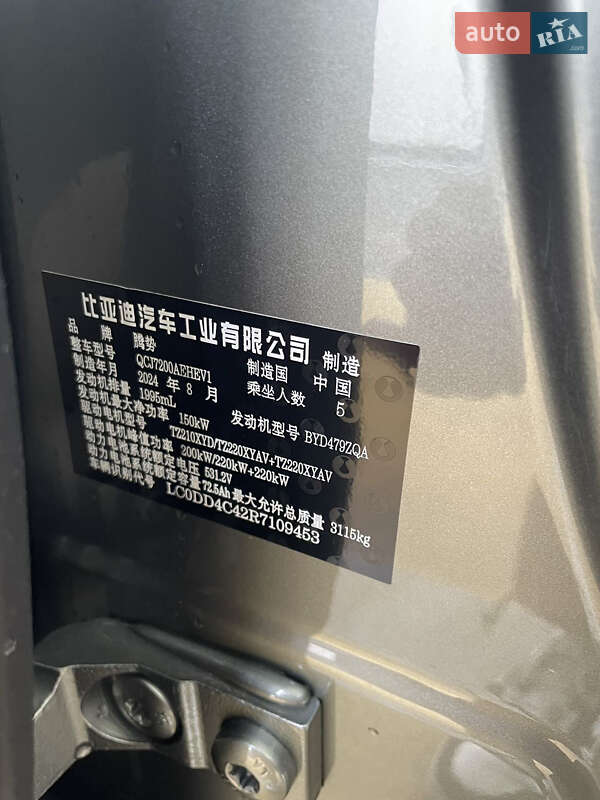 auto RIA .com
比亚迪汽车工业有限公司 制造
品 牌 腾势
整车型号 QCJ7200AEHEV1 制造国 中国
制造年月 2024 年 8 月 乘坐人数 5
发动机排量 1995mL
发动机最大净功率 150kW 发动机型号 BYD479ZQA
驱动电机型号 TZ210XYD/TZ220XYAV+TZ220XYAV
驱动电机峰值功率 200kW/220kW+220kW
动力电池系统额定电压 531.2V
动力电池系统额定容量 72.5Ah 最大允许总质量 3115kg
车辆识别代号 LC0DD4C42R7109453